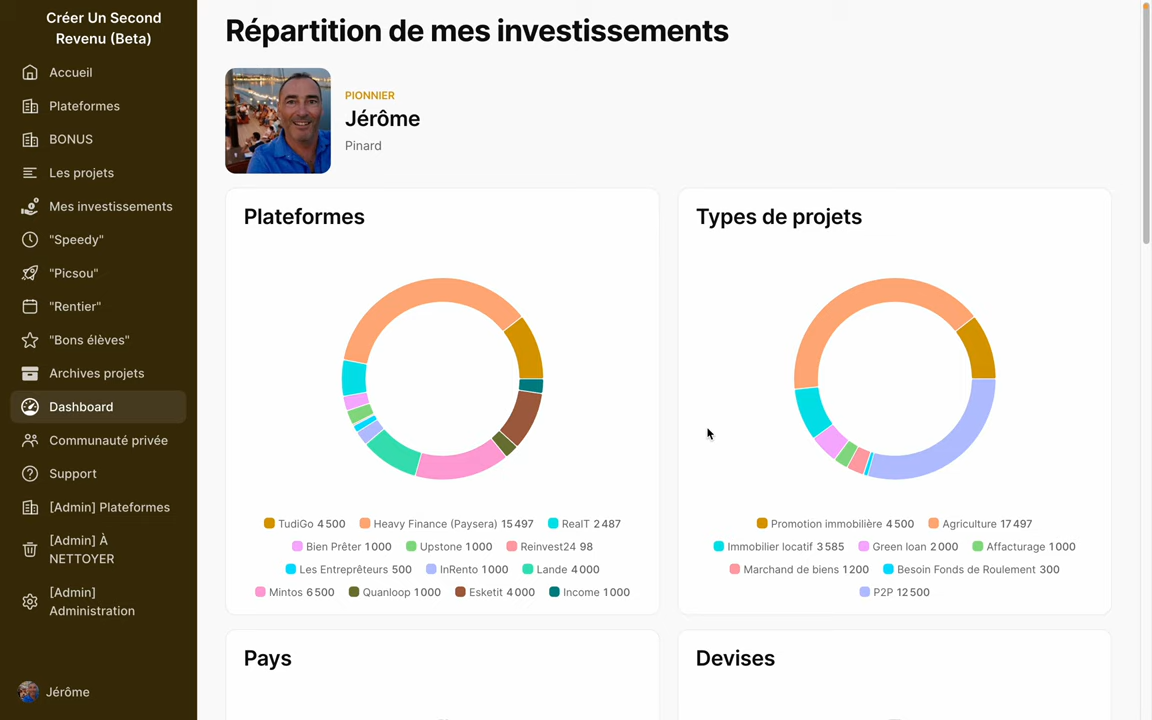 Créer Un Second
Revenu (Beta)
Accueil
Plateformes
BONUS
Les projets
Mes investissements
"Speedy"
"Picsou"
"Rentier"
"Bons élèves"
Archives projets
Dashboard
Communauté privée
Support
[Admin] Plateformes
[Admin] À
NETTOYER
[Admin]
Administration
Jérôme
Répartition de mes investissements
PIONNIER
Jérôme
Pinard
Plateformes
TudiGo 4 500 Heavy Finance (Paysera) 15 497 RealT 2 487
Bien Prêter 1 000 Upstone 1 000 Reinvest24 98
Les Entreprêteurs 500 InRento 1 000 Lande 4 000
Mintos 6 500 Quanloop 1 000 Esketit 4 000 Income 1 000
Types de projets
Promotion immobilière 4 500 Agriculture 17 497
Immobilier locatif 3 585 Green loan 2 000 Affacturage 1 000
Marchand de biens 1 200 Besoin Fonds de Roulement 300
P2P 12 500
Pays
Devises